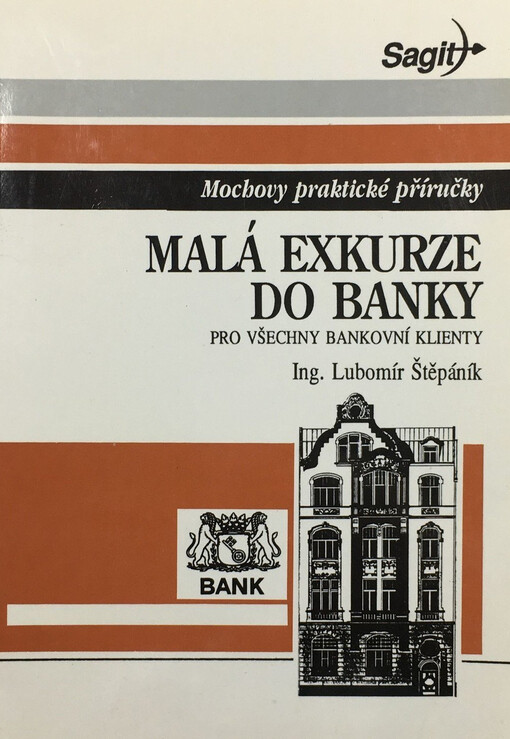 Sagit
Mochovy praktické příručky
MALÁ EXKURZE
DO BANKY
PRO VŠECHNY BANKOVNÍ KLIENTY
Ing. Lubomír Štěpáník
BANK